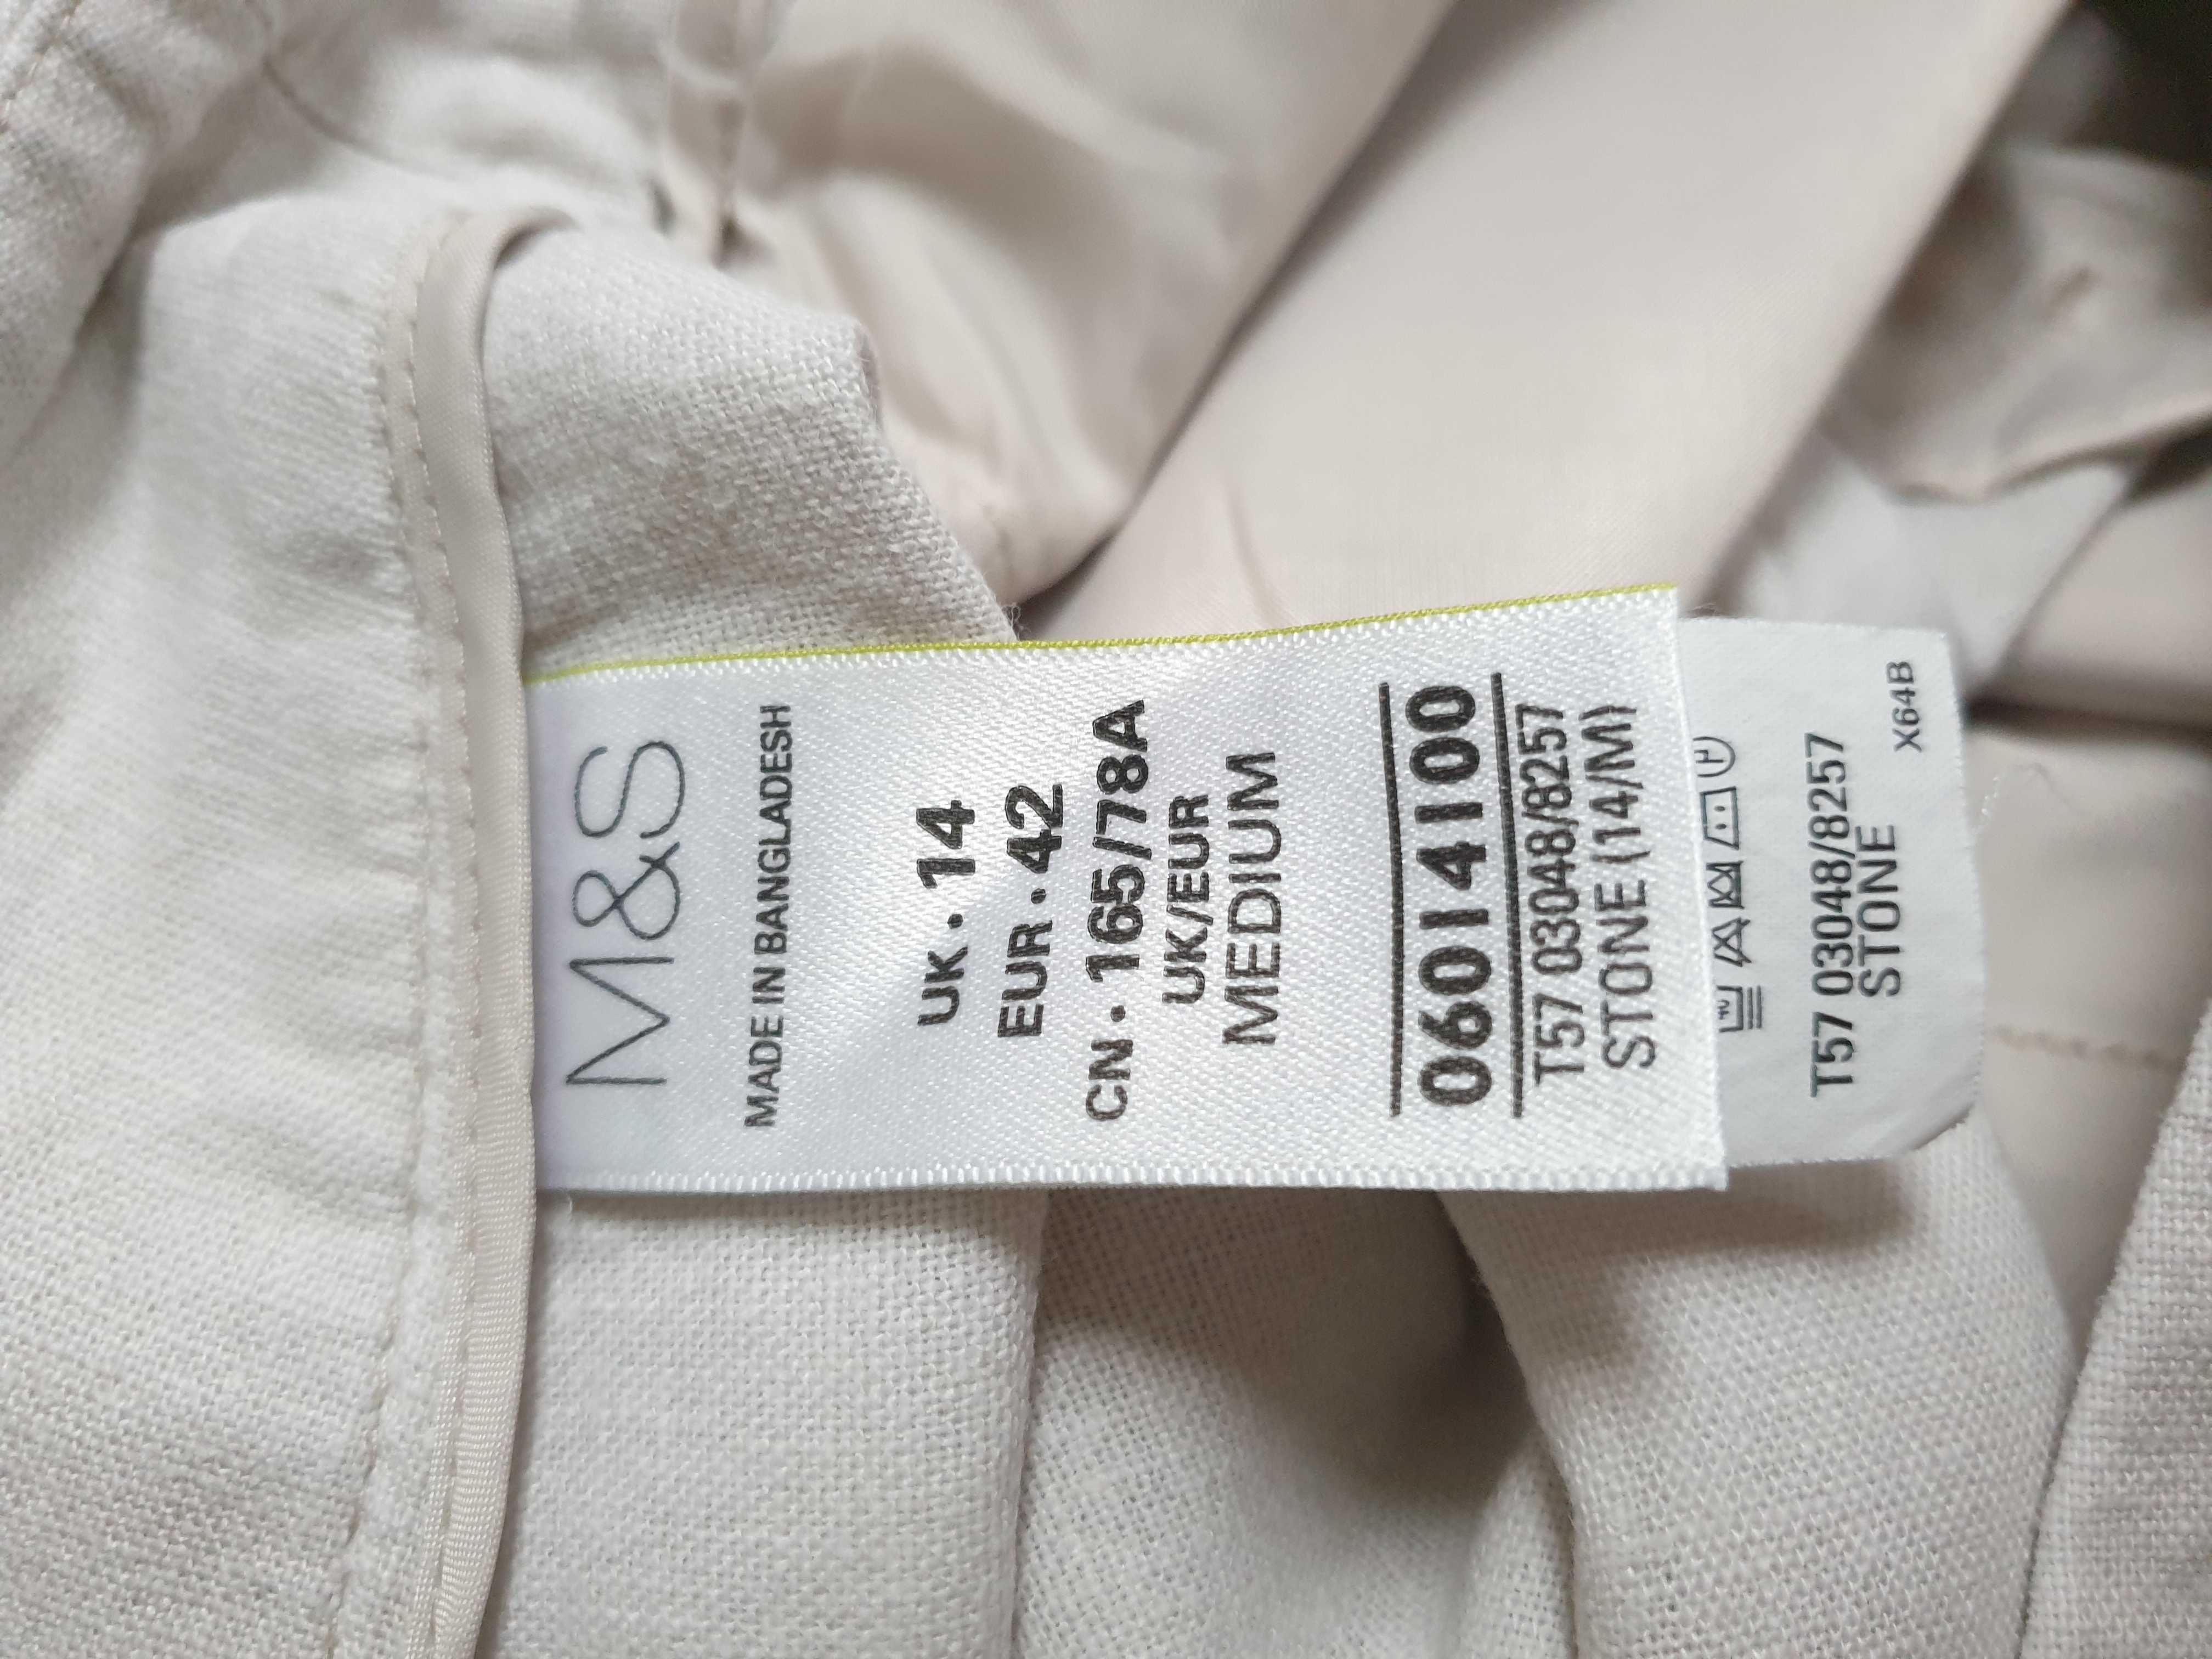 M&S
MADE IN BANGLADESH
UK · 14
EUR · 42
CN · 165/78A
UK/EUR
MEDIUM
06014100
T57 03048/8257
STONE (14/M)
40
P
T57 03048/8257
STONE
X64B